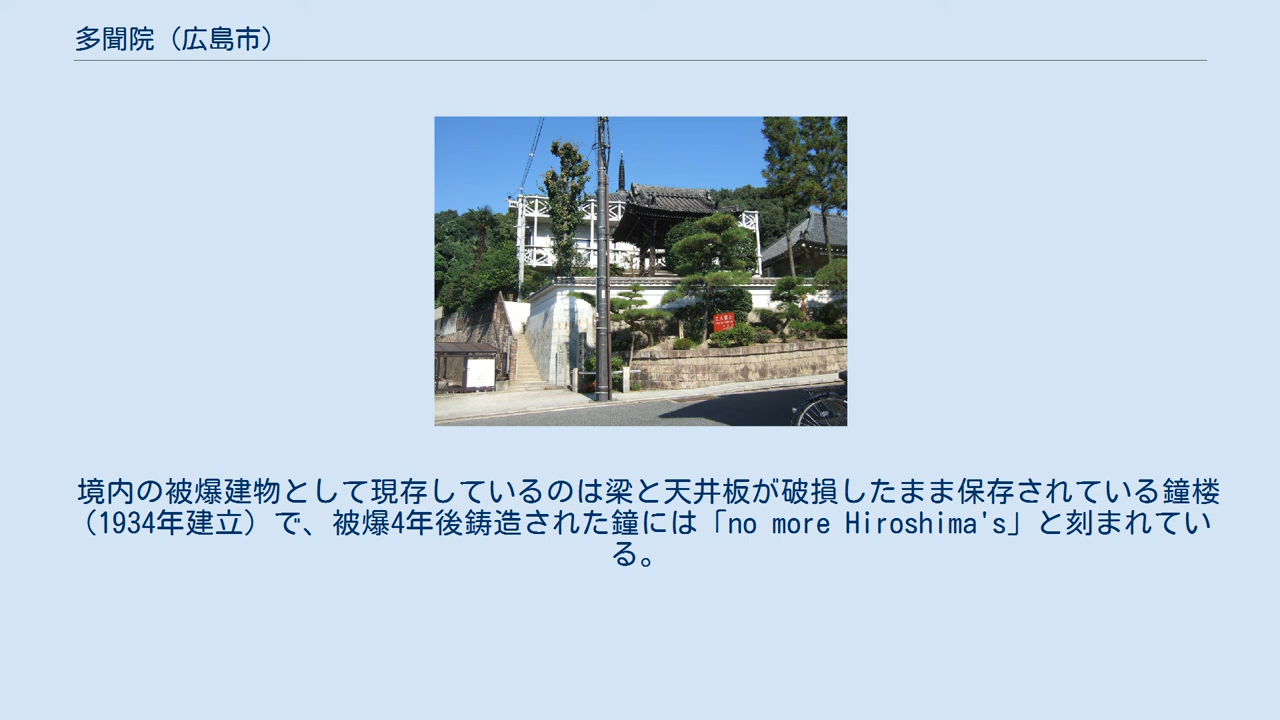 多聞院（広島市）
境内の被爆建物として現存しているのは梁と天井板が破損したまま保存されている鐘楼
（1934年建立）で、被爆4年後鋳造された鐘には「no more Hiroshima's」と刻まれてい
る。